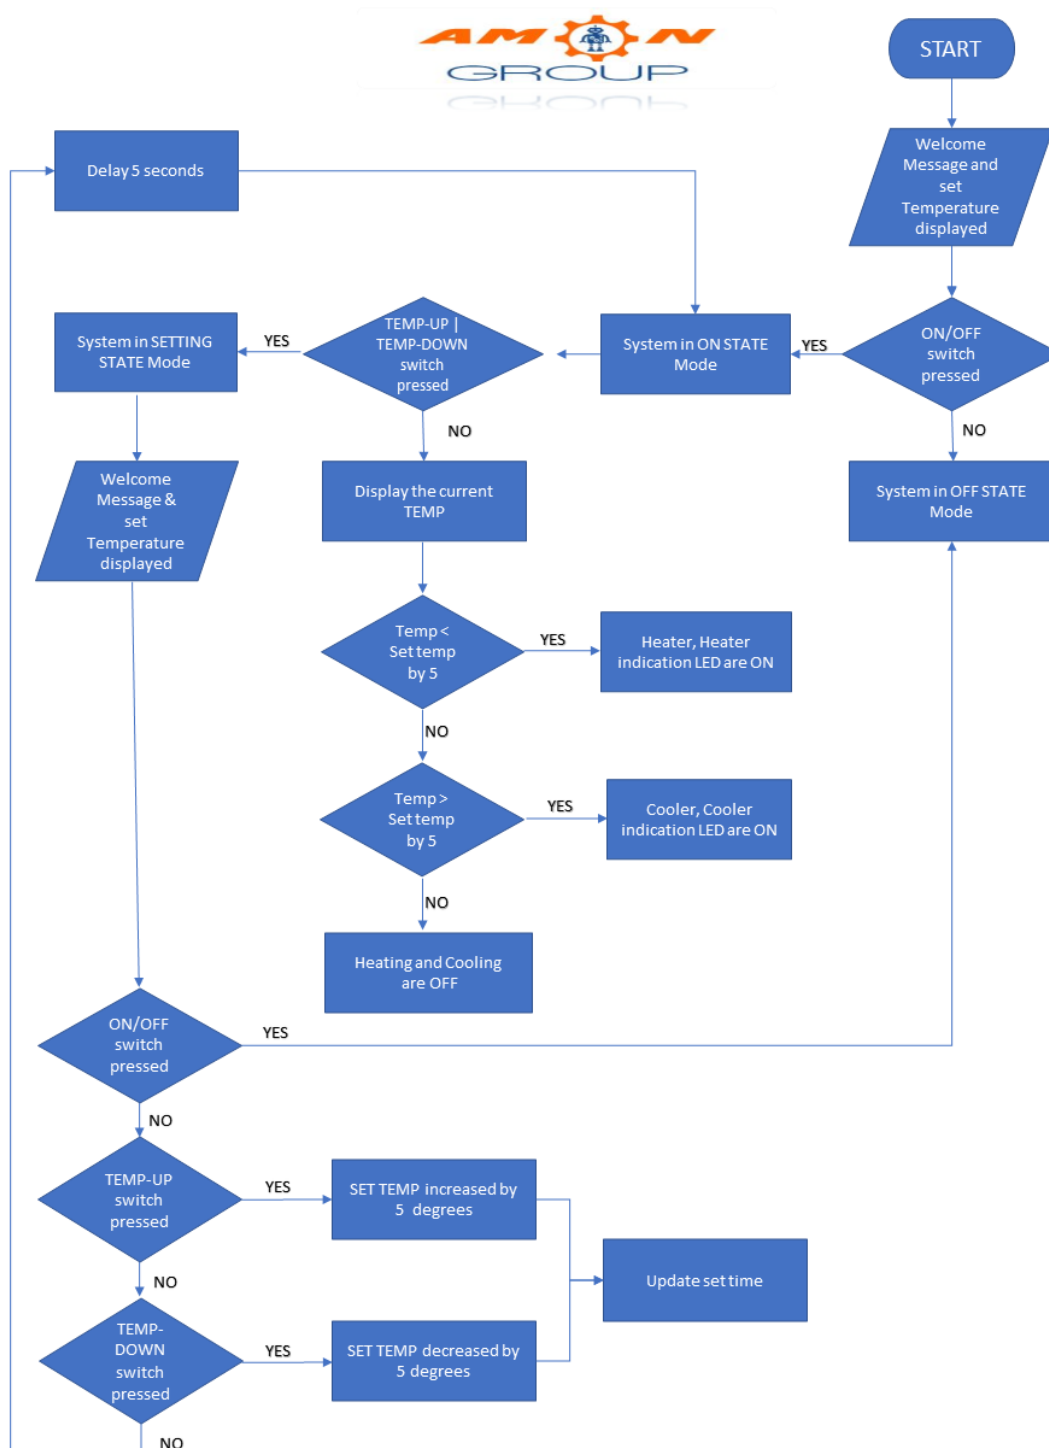 AMON
GROUP
START
Welcome
Message and
set
Temperature
displayed
Delay 5 seconds
ON/OFF
switch
pressed
YES
NO
System in ON STATE
Mode
TEMP-UP |
TEMP-DOWN
switch
pressed
YES
NO
System in SETTING
STATE Mode
System in OFF STATE
Mode
Welcome
Message &
set
Temperature
displayed
Display the current
TEMP
Temp <
Set temp
by 5
YES
Heater, Heater
indication LED are ON
NO
Temp >
Set temp
by 5
YES
Cooler, Cooler
indication LED are ON
NO
Heating and Cooling
are OFF
ON/OFF
switch
pressed
YES
NO
TEMP-UP
switch
pressed
YES
SET TEMP increased by
5 degrees
NO
Update set time
TEMP-
DOWN
switch
pressed
YES
SET TEMP decreased by
5 degrees
NO